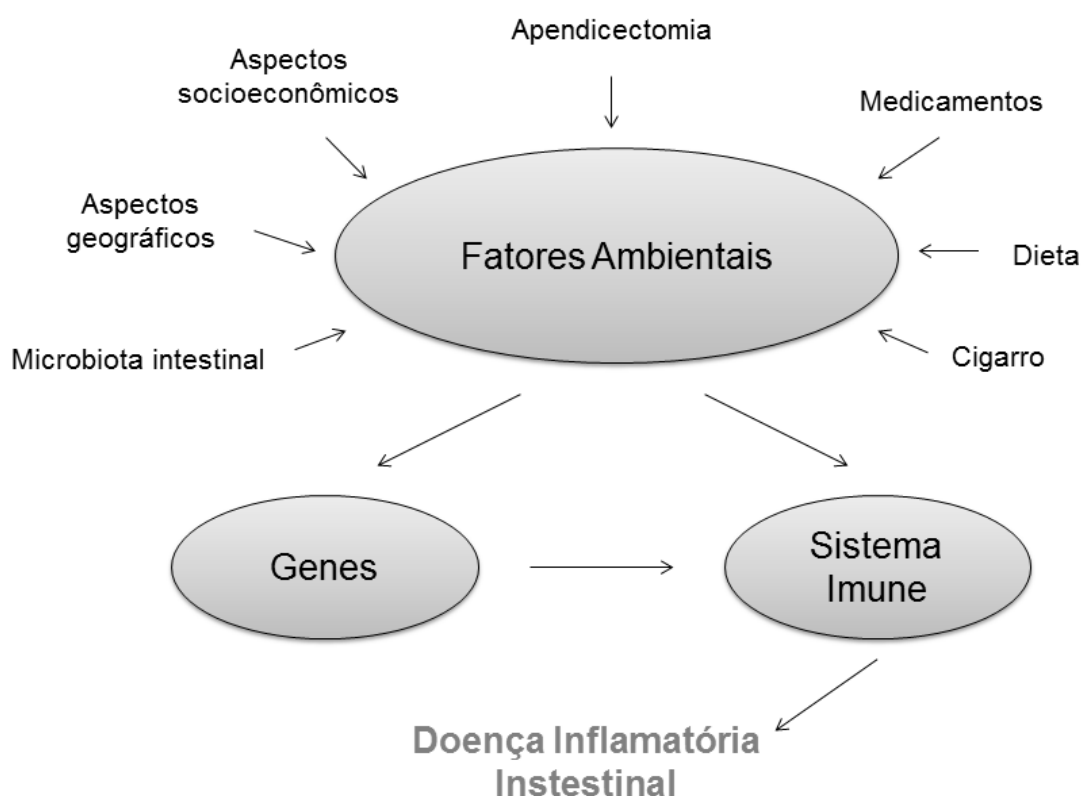 Apendicectomia
Aspectos
socioeconômicos
Medicamentos
Aspectos
geográficos
Fatores Ambientais
Dieta
Microbiota intestinal
Cigarro
Genes
Sistema
Imune
Doença Inflamatória
Instestinal